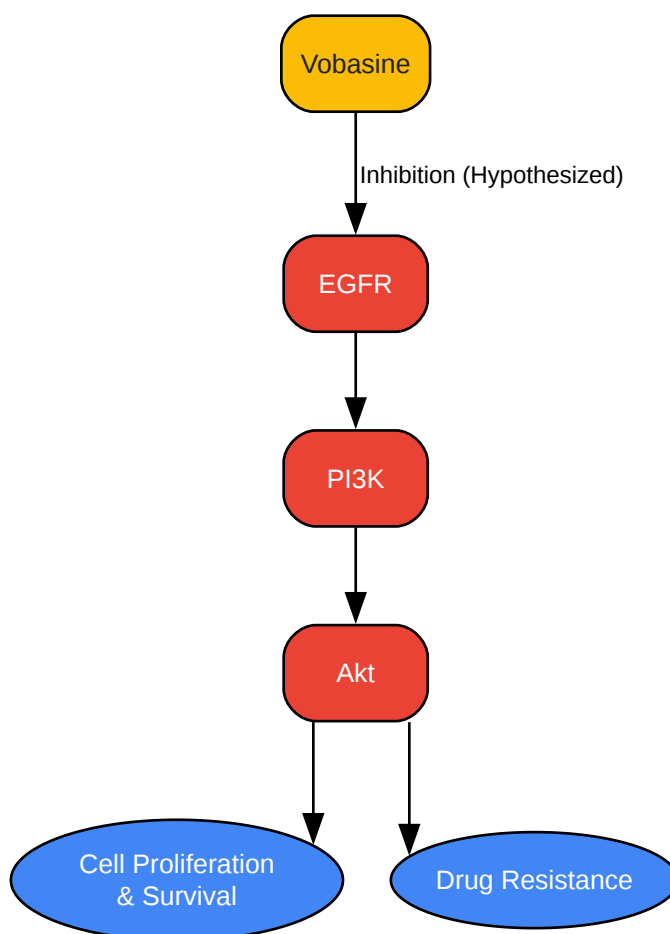 Vobasine
Inhibition (Hypothesized)
EGFR
PI3K
Akt
Cell Proliferation
& Survival
Drug Resistance